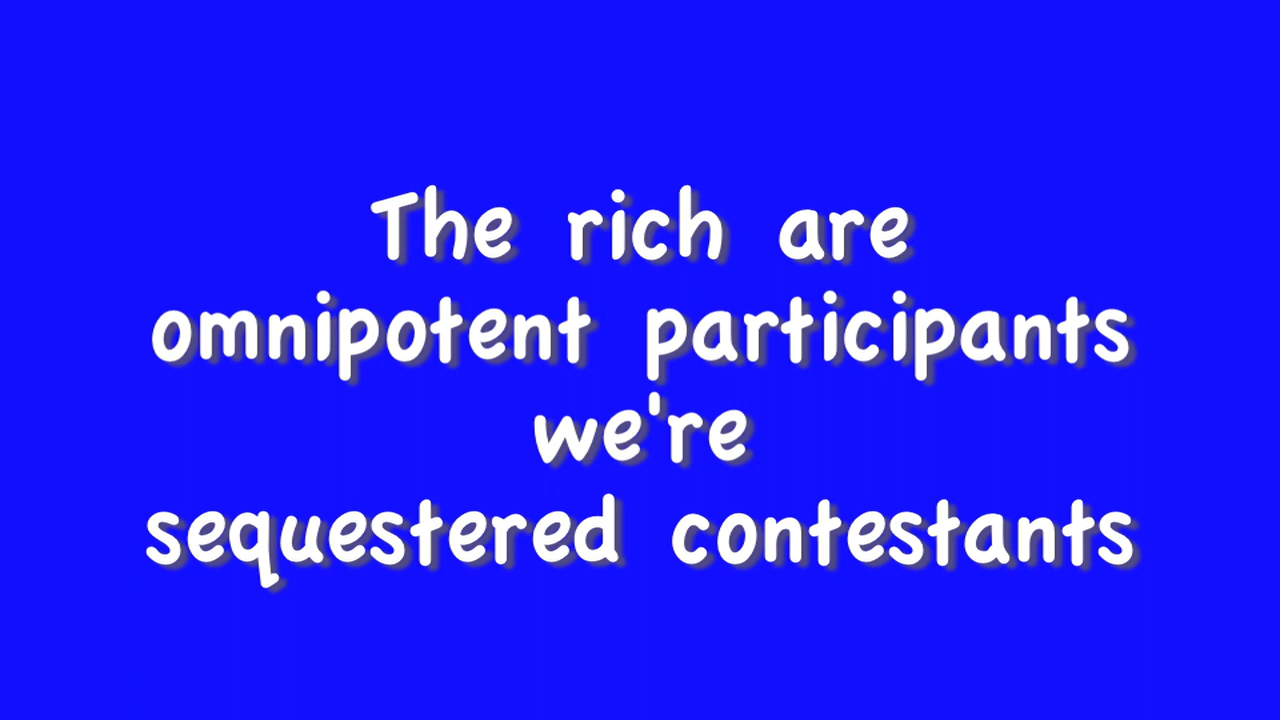 The rich are
omnipotent participants
we're
sequestered contestants